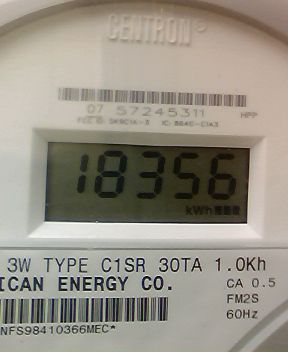 CENTRON®
07 57245311 HPP
18356
kWh
3W TYPE C1SR 30TA 1.0Kh
ICAN ENERGY CO.
CA 0.5
FM2S
60Hz
NFS98410366MEC*